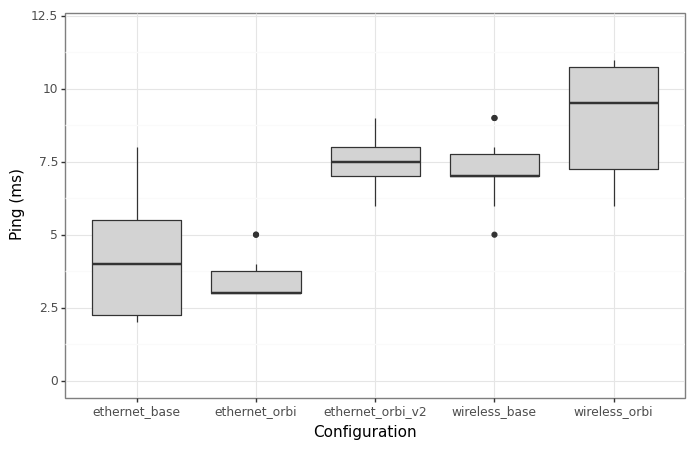 12.5
10
7.5
5
2.5
0
Ping (ms)
ethernet_base ethernet_orbi ethernet_orbi_v2 wireless_base wireless_orbi
Configuration